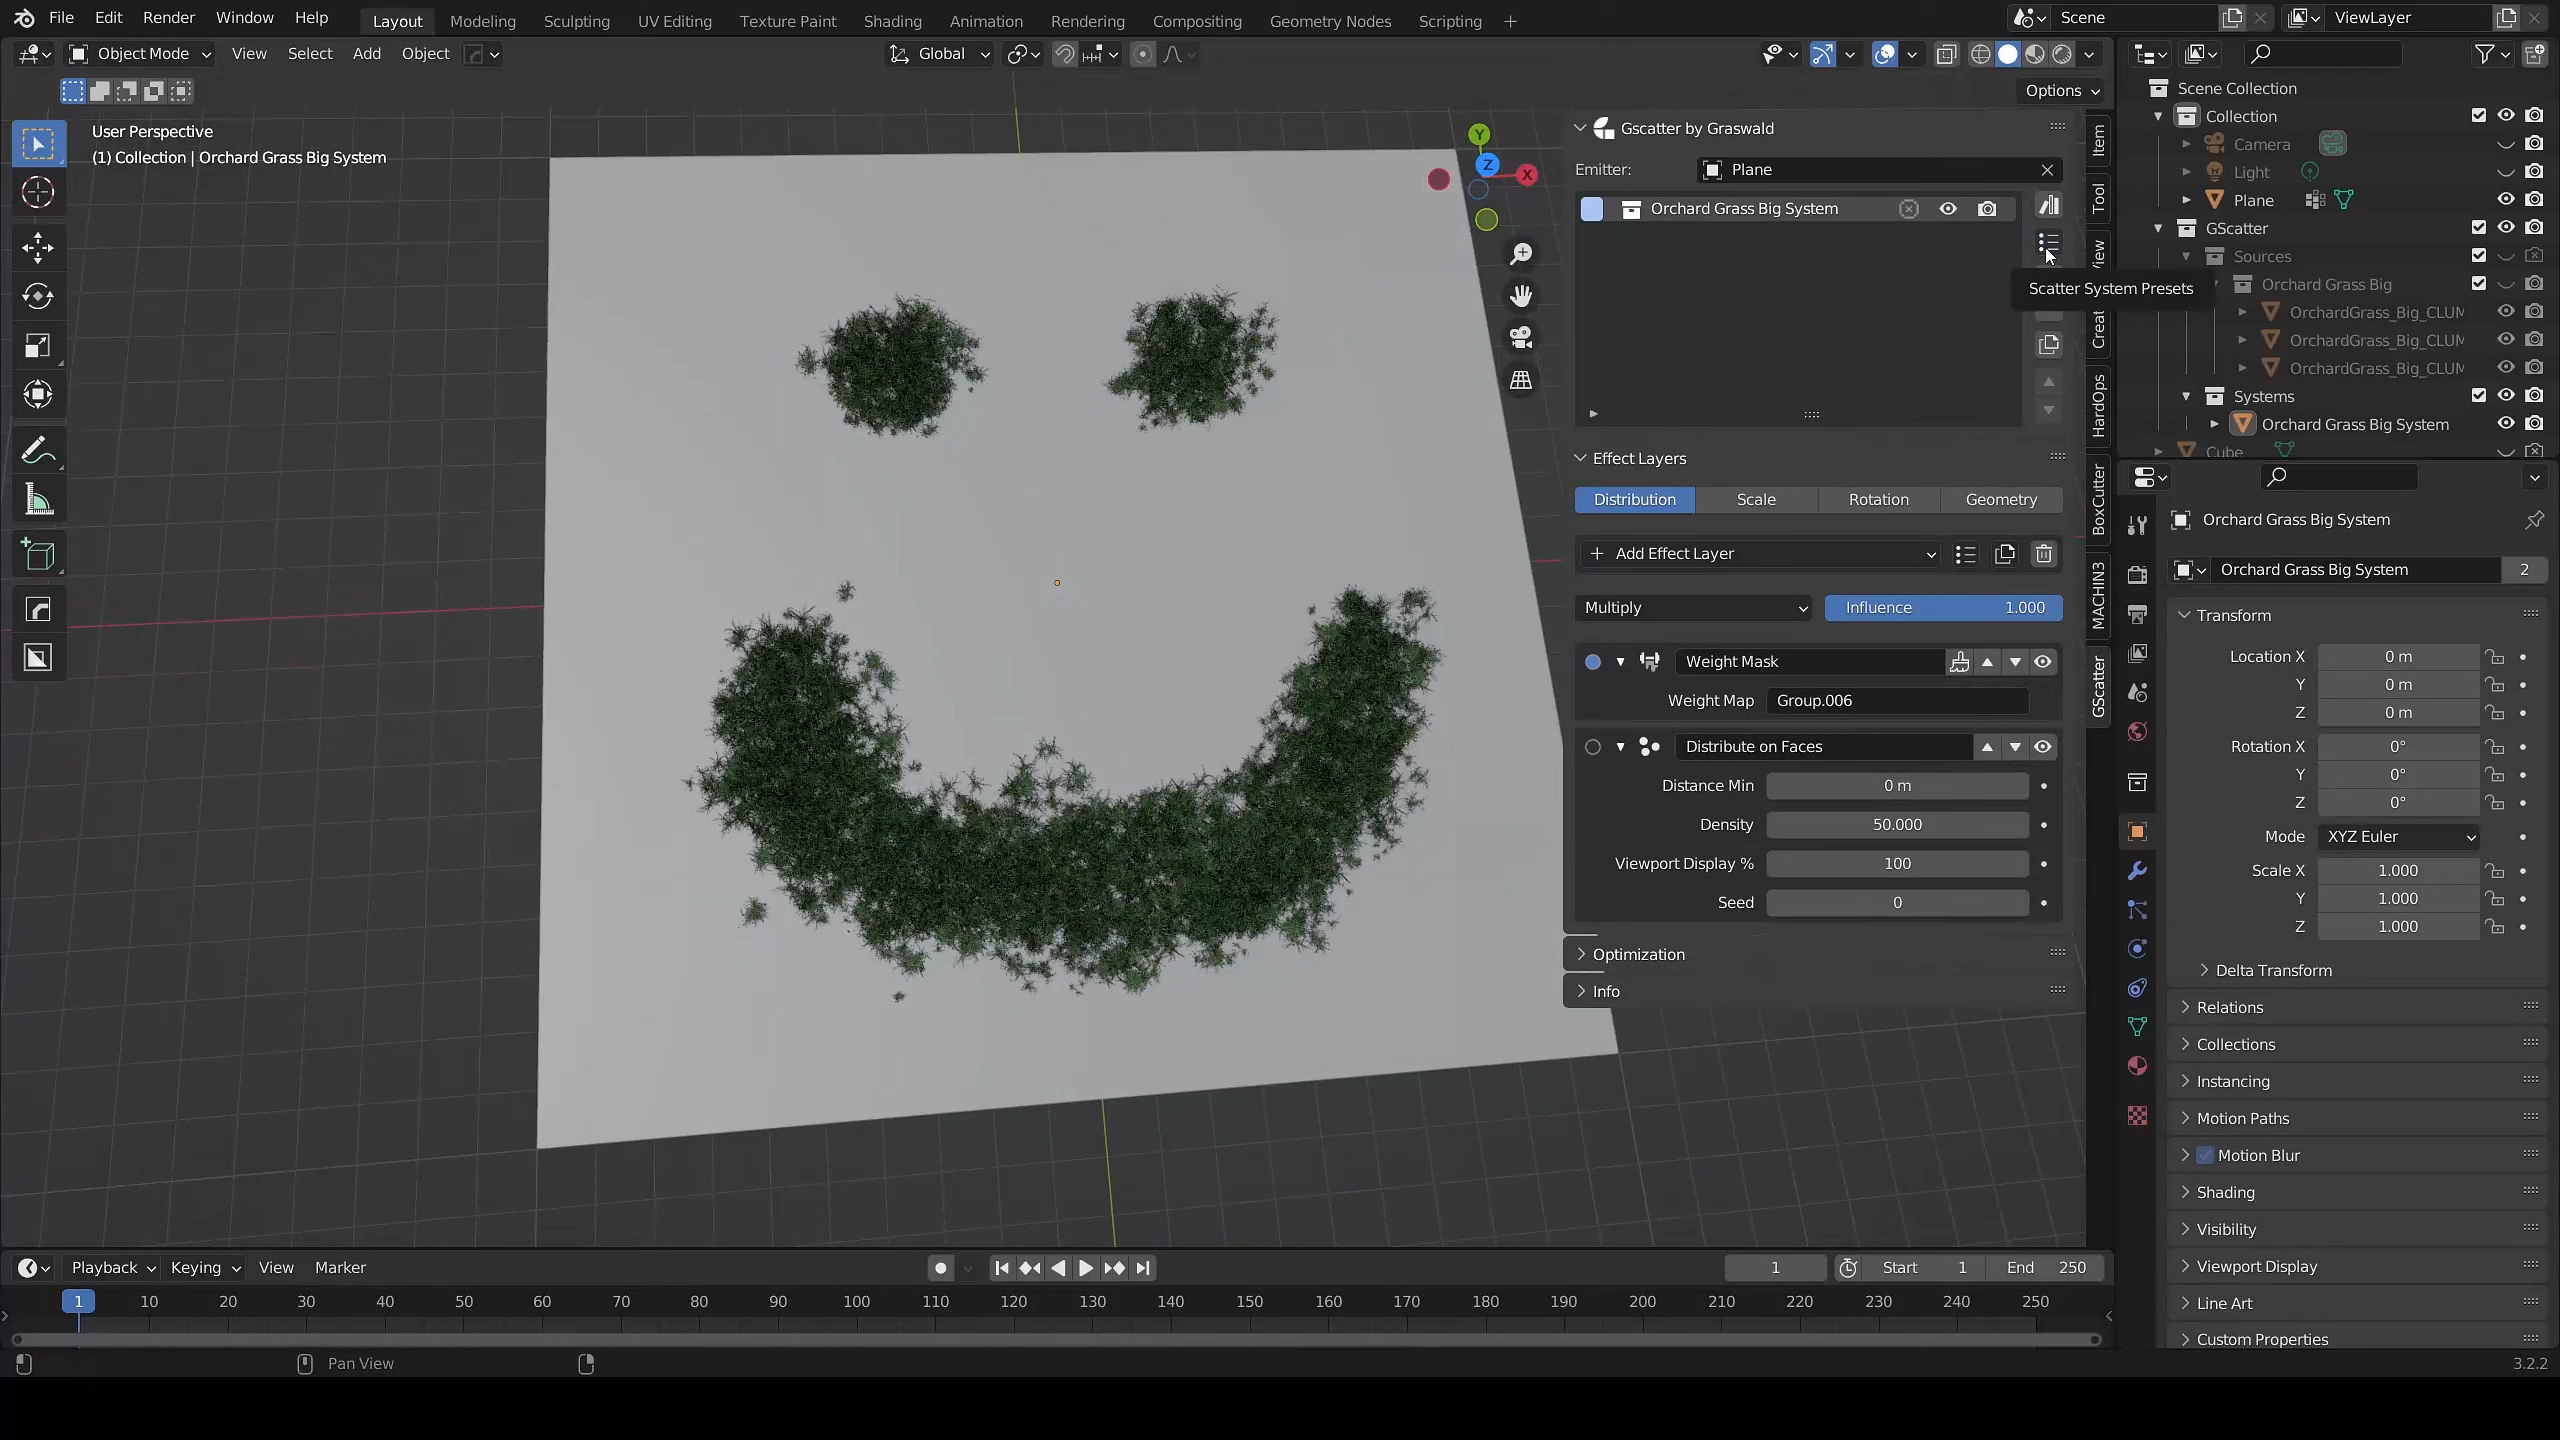 File Edit Render Window Help Layout Modeling Sculpting UV Editing Texture Paint Shading Animation Rendering Compositing Geometry Nodes Scripting + Scene ViewLayer
Object Mode View Select Add Object Global
Options
User Perspective
(1) Collection | Orchard Grass Big System
Y
Z
X
Gscatter by Graswald
Emitter: Plane
Orchard Grass Big System
Scatter System Presets
Effect Layers
Distribution Scale Rotation Geometry
+ Add Effect Layer
Multiply Influence 1.000
Weight Mask
Weight Map Group.006
Distribute on Faces
Distance Min 0 m
Density 50.000
Viewport Display % 100
Seed 0
Optimization
Info
Item
Tool
View
Creat
HardOps
BoxCutter
MACHIN3
GScatter
Scene Collection
Collection
Camera
Light
Plane
GScatter
Sources
Orchard Grass Big
OrchardGrass_Big_CLUM
OrchardGrass_Big_CLUM
OrchardGrass_Big_CLUM
Systems
Orchard Grass Big System
Cube
Orchard Grass Big System
Orchard Grass Big System 2
Transform
Location X 0 m
Y 0 m
Z 0 m
Rotation X 0°
Y 0°
Z 0°
Mode XYZ Euler
Scale X 1.000
Y 1.000
Z 1.000
Delta Transform
Relations
Collections
Instancing
Motion Paths
Motion Blur
Shading
Visibility
Viewport Display
Line Art
Custom Properties
Playback Keying View Marker 1 Start 1 End 250
1 10 20 30 40 50 60 70 80 90 100 110 120 130 140 150 160 170 180 190 200 210 220 230 240 250
Pan View 3.2.2